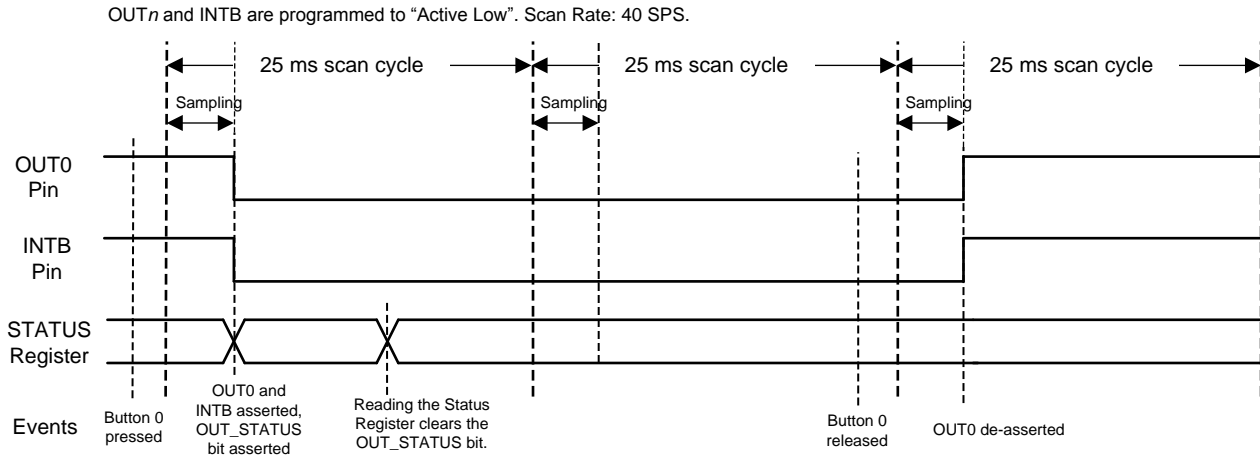 OUTn and INTB are programmed to “Active Low”. Scan Rate: 40 SPS.
25 ms scan cycle
25 ms scan cycle
25 ms scan cycle
Sampling
Sampling
Sampling
OUT0
Pin
INTB
Pin
STATUS
Register
Events
Button 0
pressed
OUT0 and
INTB asserted,
OUT_STATUS
bit asserted
Reading the Status
Register clears the
OUT_STATUS bit.
Button 0
released
OUT0 de-asserted